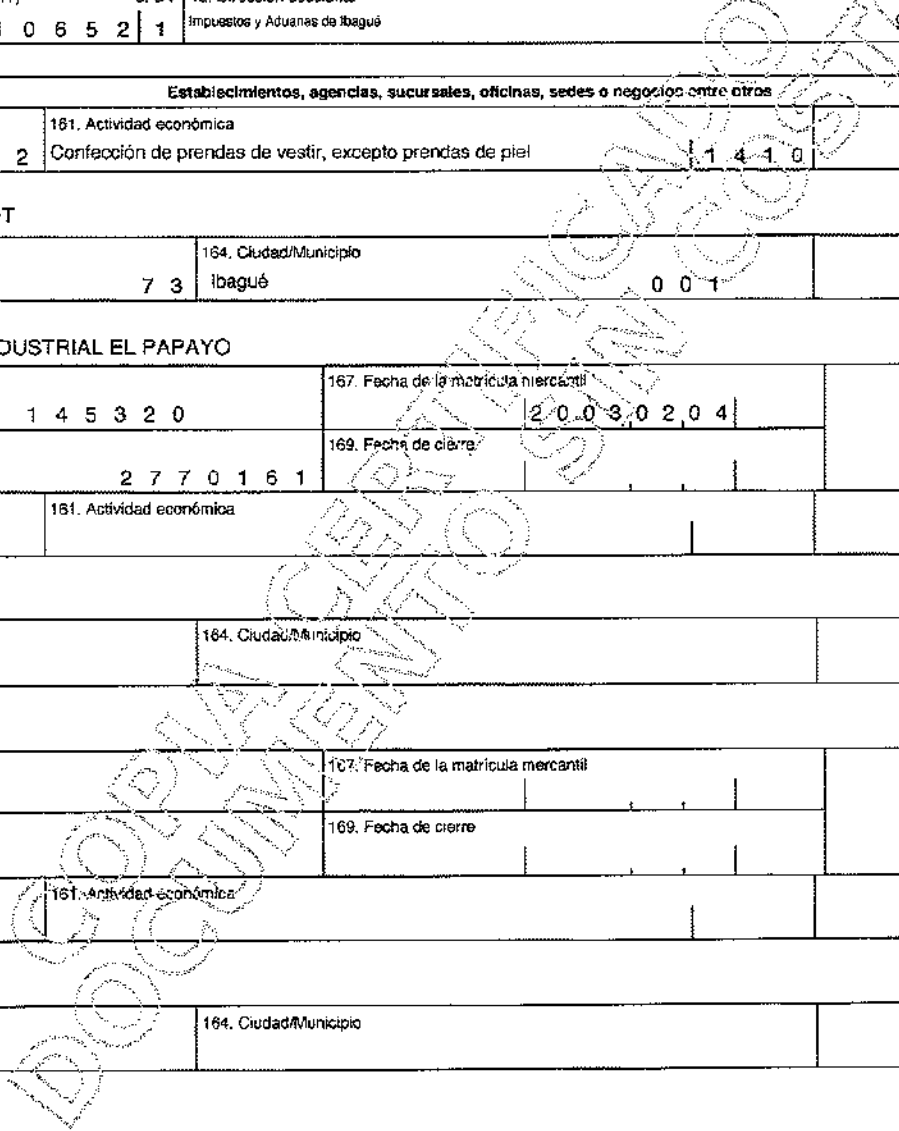 0 6 5 2 1 Impuestos y Aduanas de Ibagué
Establecimientos, agencias, sucursales, oficinas, sedes o negocios entre otros
161. Actividad económica
2 Confección de prendas de vestir, excepto prendas de piel 1 4 1 0
164. Ciudad/Municipio
7 3 Ibagué 0 0 1
DUSTRIAL EL PAPAYO
167. Fecha de la matrícula mercantil
1 4 5 3 2 0 2 0 0 3 0 2 0 4
169. Fecha de cierre
2 7 7 0 1 6 1
161. Actividad económica
164. Ciudad/Municipio
167. Fecha de la matrícula mercantil
169. Fecha de cierre
161. Actividad económica
164. Ciudad/Municipio
COPIA CERTIFICADO
DOCUMENTO SIN COST